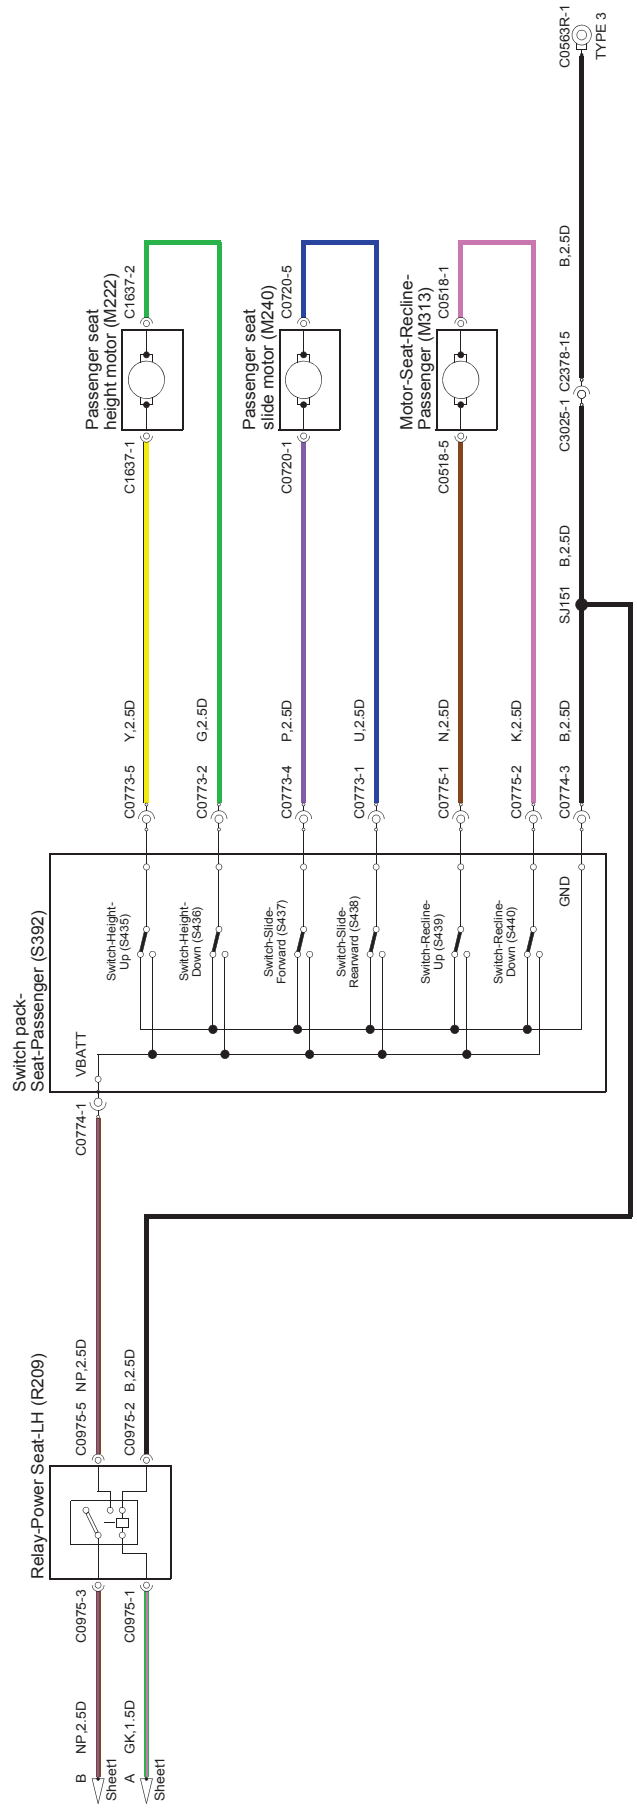 B
NP,2.5D
C0975-3
Sheet1
A
GK,1.5D
C0975-1
Sheet1
Relay-Power Seat-LH (R209)
C0975-5
NP,2.5D
C0774-1
C0975-2
B,2.5D
Switch pack-
Seat-Passenger (S392)
VBATT
Switch-Height-
Up (S435)
Switch-Height-
Down (S436)
Switch-Slide-
Forward (S437)
Switch-Slide-
Rearward (S438)
Switch-Recline-
Up (S439)
Switch-Recline-
Down (S440)
GND
C0773-5
Y,2.5D
C1637-1
Passenger seat
height motor (M222)
C1637-2
C0773-2
G,2.5D
C0773-4
P,2.5D
C0720-1
Passenger seat
slide motor (M240)
C0720-5
C0773-1
U,2.5D
C0775-1
N,2.5D
C0518-5
Motor-Seat-Recline-
Passenger (M313)
C0518-1
C0775-2
K,2.5D
C0774-3
B,2.5D
SJ151
B,2.5D
C3025-1
C2378-15
B,2.5D
C0563R-1
TYPE 3